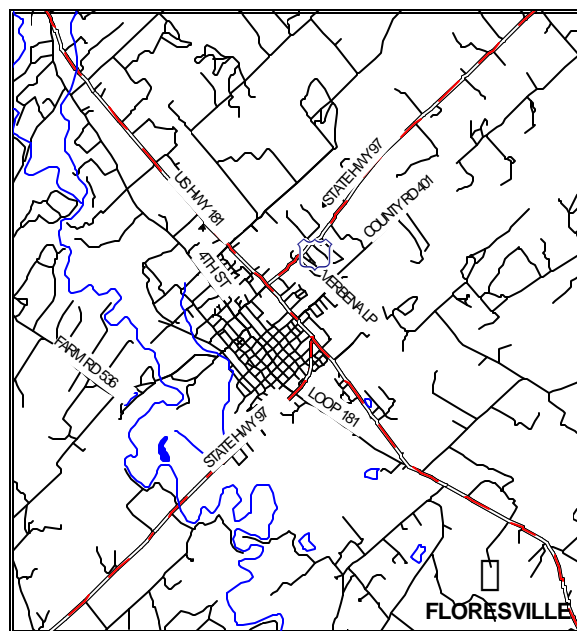 US HWY 181
STATE HWY 97
COUNTY RD 401
4TH ST
VERBENA LP
FARM RD 536
LOOP 181
STATE HWY 97
FLORESVILLE